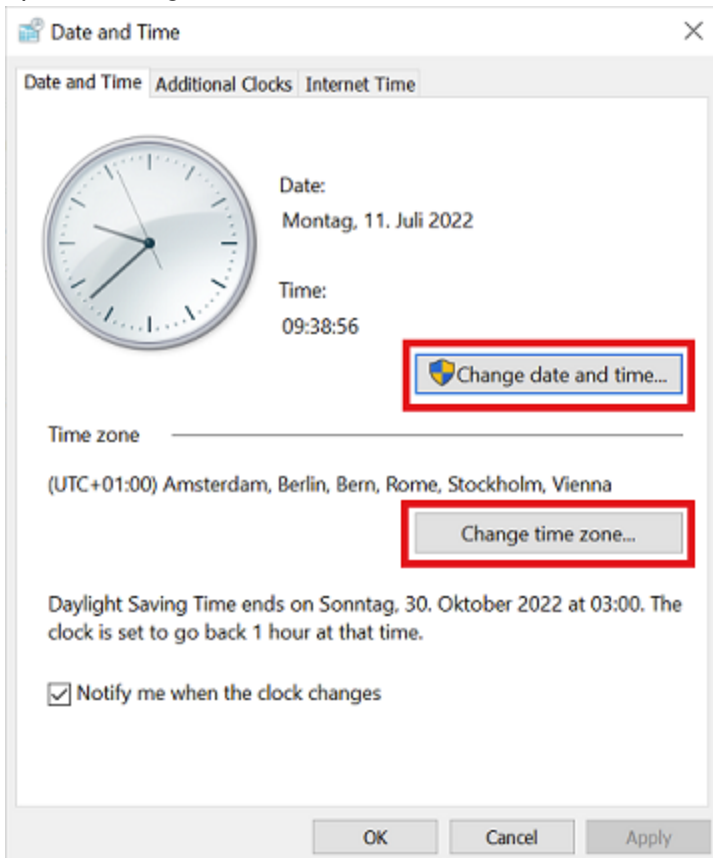 Date and Time
Date and Time Additional Clocks Internet Time
Date:
Montag, 11. Juli 2022
Time:
09:38:56
Change date and time...
Time zone
(UTC+01:00) Amsterdam, Berlin, Bern, Rome, Stockholm, Vienna
Change time zone...
Daylight Saving Time ends on Sonntag, 30. Oktober 2022 at 03:00. The
clock is set to go back 1 hour at that time.
Notify me when the clock changes
OK Cancel Apply